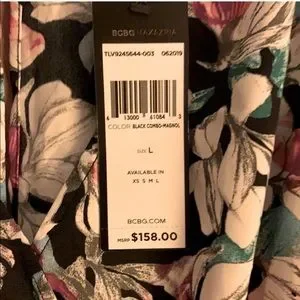 BCBGMAXAZRIA
TLV9245644-003 062019
6 13000 61084 3
COLOR BLACK COMBO-MAGNOL
SIZE L
AVAILABLE IN
XS S M L
BCBG.COM
MSRP $158.00